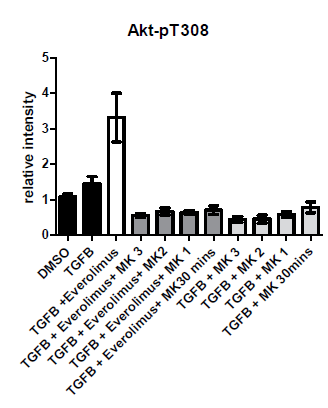 Akt-pT308
relative intensity
5
4
3
2
1
0
DMSO
TGFB
TGFB +Everolimus
TGFB + Everolimus+ MK 3
TGFB + Everolimus+ MK2
TGFB + Everolimus+ MK 1
TGFB + Everolimus+ MK30 mins
TGFB + MK 3
TGFB + MK 2
TGFB + MK 1
TGFB + MK 30mins